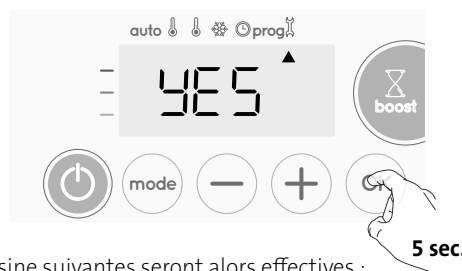 auto prog
YES
boost
mode
OK
5 sec.
sine suivantes seront alors effectives :